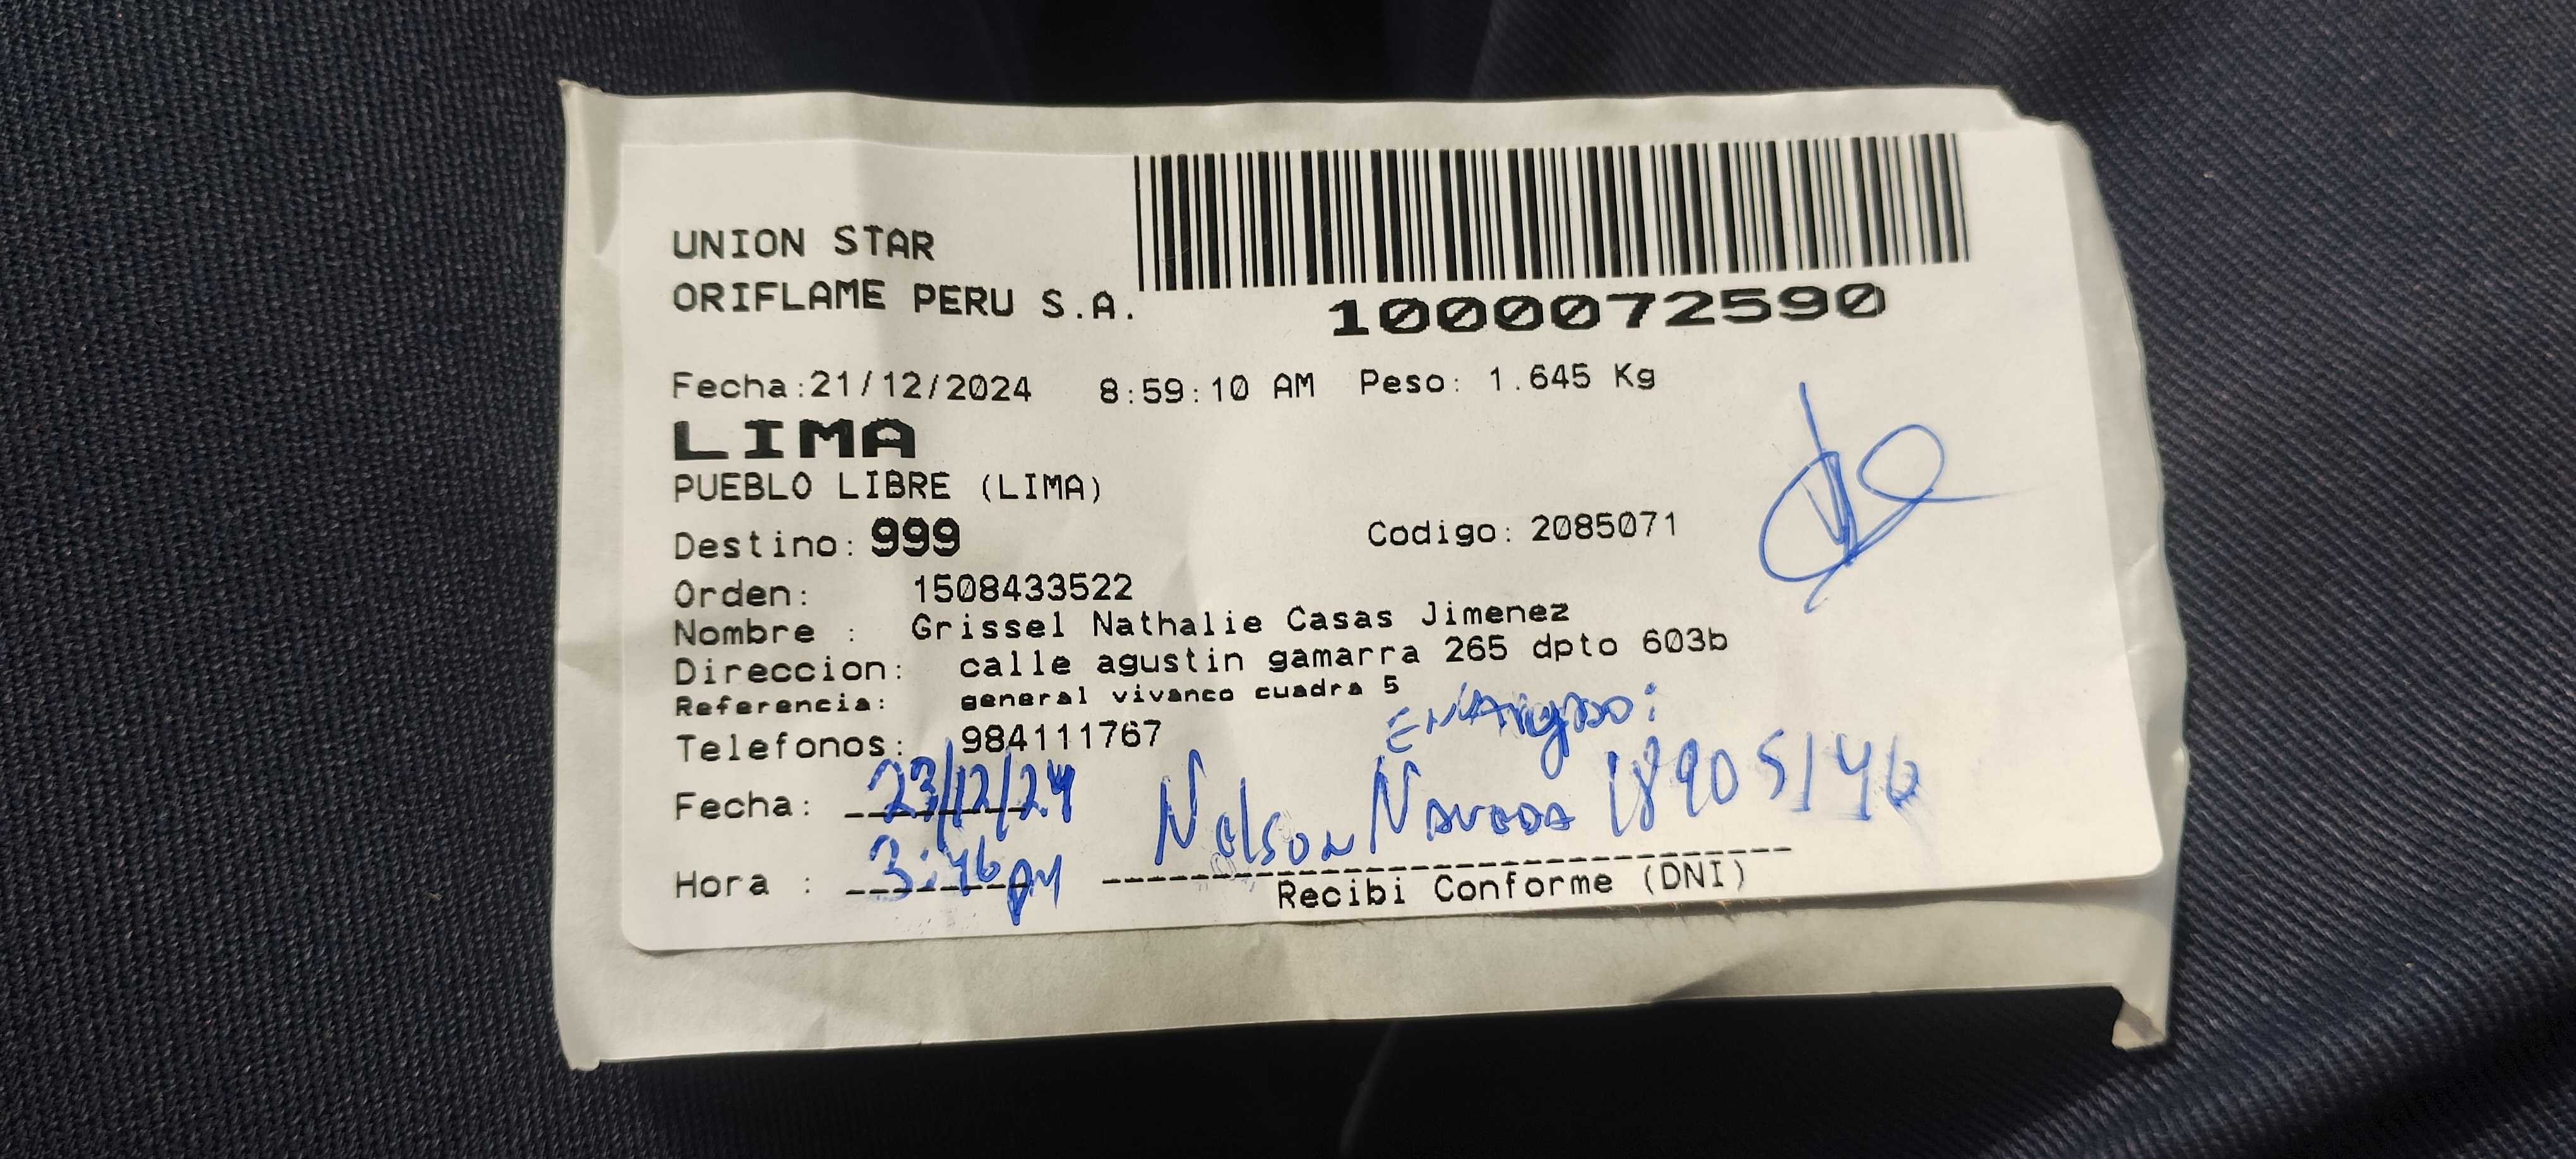 UNION STAR
ORIFLAME PERU S.A.
1000072590
Fecha:21/12/2024 8:59:10 AM Peso: 1.645 Kg
LIMA
PUEBLO LIBRE (LIMA)
Destino: 999 Codigo: 2085071
Orden: 1508433522
Nombre : Grissel Nathalie Casas Jimenez
Direccion: calle agustin gamarra 265 dpto 603b
Referencia: general vivanco cuadra 5
Telefonos: 984111767
Fecha: 23/12/24
Nelson Naveda 18905146
Hora : 3:46 PM
Recibi Conforme (DNI)